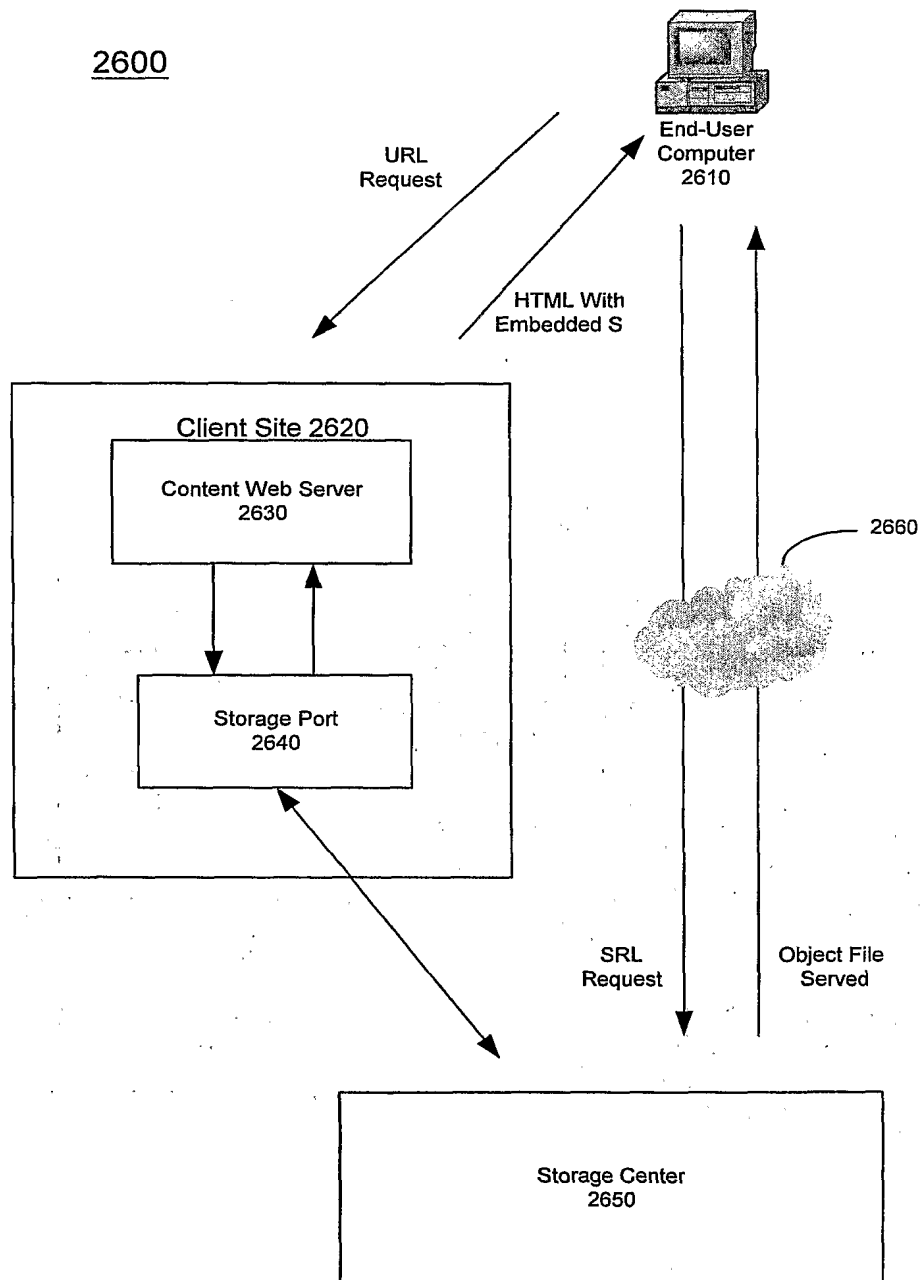 2600
End-User
Computer
2610
URL
Request
HTML With
Embedded S
Client Site 2620
Content Web Server
2630
2660
Storage Port
2640
SRL
Request
Object File
Served
Storage Center
2650